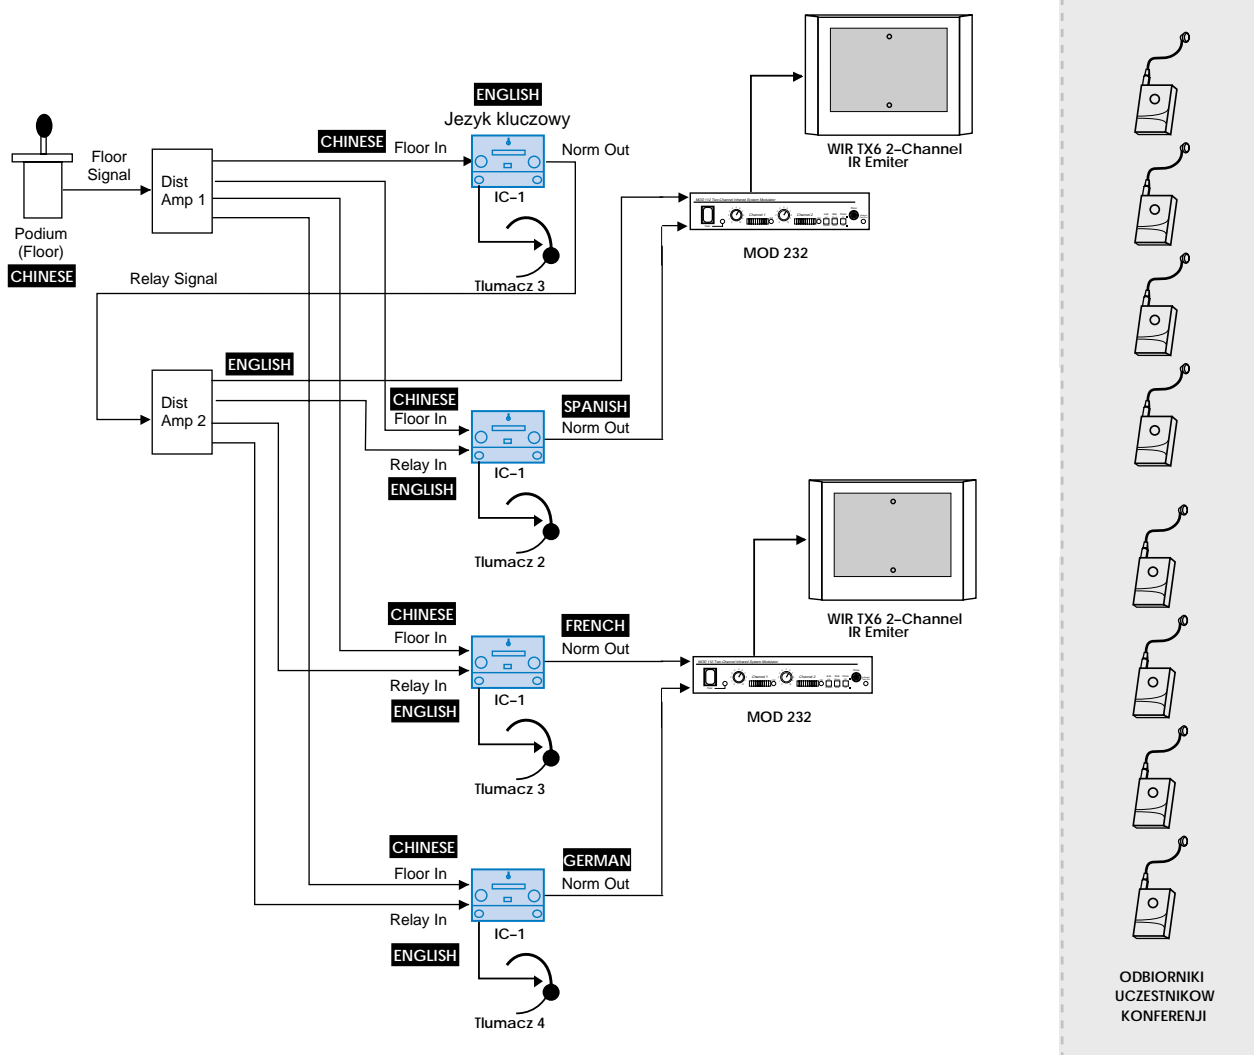 ENGLISH
Jezyk kluczowy
CHINESE
Floor In
Norm Out
IC-1
Tlumacz 3
Floor
Signal
Dist
Amp 1
Podium
(Floor)
CHINESE
Relay Signal
WIR TX6 2-Channel
IR Emiter
MOD 232
ENGLISH
Dist
Amp 2
CHINESE
Floor In
SPANISH
Norm Out
Relay In
ENGLISH
IC-1
Tlumacz 2
WIR TX6 2-Channel
IR Emiter
CHINESE
Floor In
FRENCH
Norm Out
Relay In
ENGLISH
IC-1
Tlumacz 3
MOD 232
CHINESE
Floor In
GERMAN
Norm Out
Relay In
ENGLISH
IC-1
Tlumacz 4
ODBIORNIKI
UCZESTNIKOW
KONFERENJI